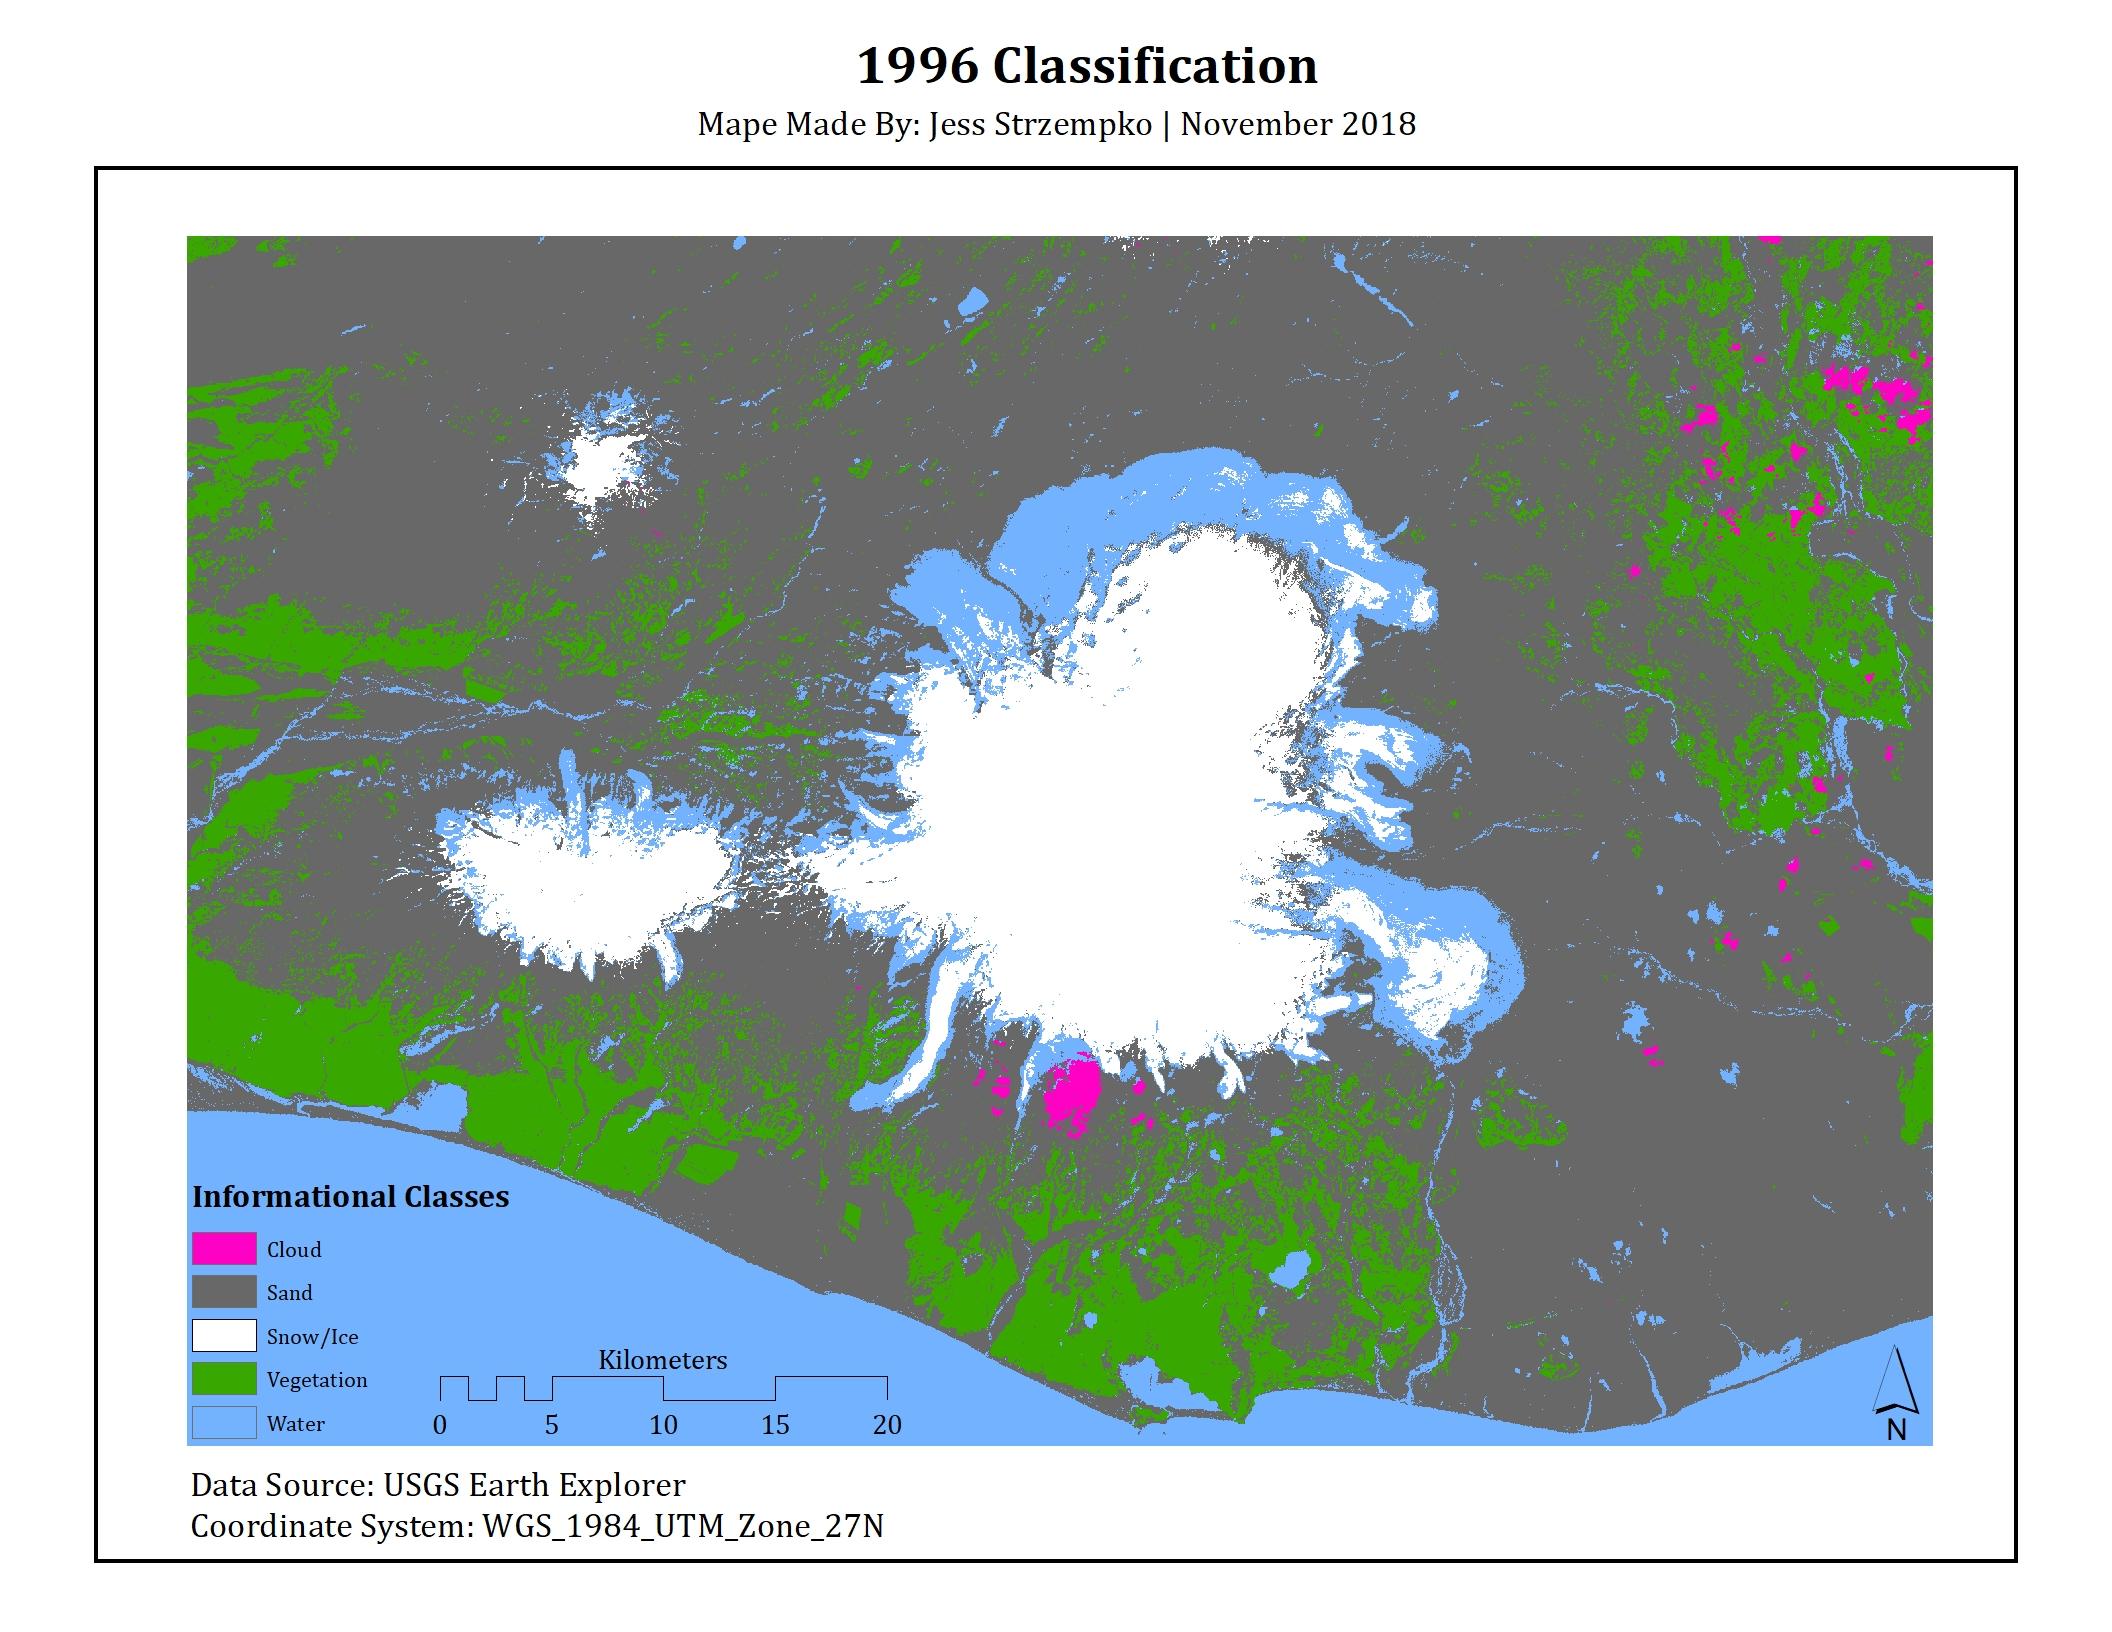 1996 Classification
Mape Made By: Jess Strzempko | November 2018
Informational Classes
Cloud
Sand
Snow/Ice
Vegetation
Water
Kilometers
0 5 10 15 20
N
Data Source: USGS Earth Explorer
Coordinate System: WGS_1984_UTM_Zone_27N